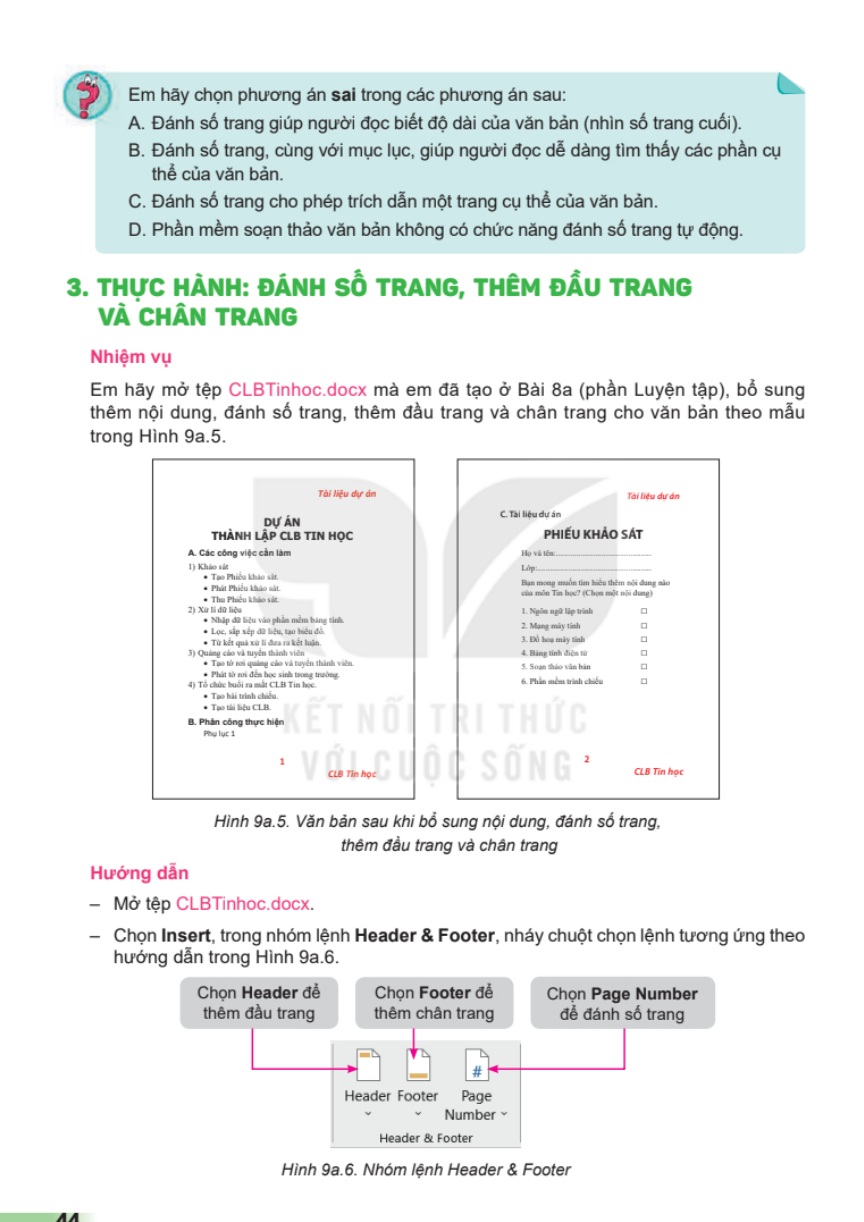 ?
Em hãy chọn phương án sai trong các phương án sau:
A. Đánh số trang giúp người đọc biết độ dài của văn bản (nhìn số trang cuối).
B. Đánh số trang, cùng với mục lục, giúp người đọc dễ dàng tìm thấy các phần cụ
thể của văn bản.
C. Đánh số trang cho phép trích dẫn một trang cụ thể của văn bản.
D. Phần mềm soạn thảo văn bản không có chức năng đánh số trang tự động.
3. THỰC HÀNH: ĐÁNH SỐ TRANG, THÊM ĐẦU TRANG
VÀ CHÂN TRANG
Nhiệm vụ
Em hãy mở tệp CLBTinhoc.docx mà em đã tạo ở Bài 8a (phần Luyện tập), bổ sung
thêm nội dung, đánh số trang, thêm đầu trang và chân trang cho văn bản theo mẫu
trong Hình 9a.5.
Tài liệu dự án
DỰ ÁN
THÀNH LẬP CLB TIN HỌC
A. Các công việc cần làm
1) Khảo sát
• Tạo Phiếu khảo sát.
• Phát Phiếu khảo sát.
• Thu Phiếu khảo sát.
2) Xử lí dữ liệu
• Nhập dữ liệu vào phần mềm bảng tính.
• Lọc, sắp xếp dữ liệu, tạo biểu đồ.
• Từ kết quả xử lí đưa ra kết luận.
3) Quảng cáo và tuyển thành viên
• Tạo tờ rơi quảng cáo và tuyển thành viên.
• Phát tờ rơi đến học sinh trong trường.
4) Tổ chức buổi ra mắt CLB Tin học.
• Tạo bài trình chiếu.
• Tạo tài liệu CLB.
B. Phân công thực hiện
Phụ lục 1
1
CLB Tin học
Tài liệu dự án
C. Tài liệu dự án
PHIẾU KHẢO SÁT
Họ và tên:
Lớp:
Bạn mong muốn tìm hiểu thêm nội dung nào
của môn Tin học? (Chọn một nội dung)
1. Ngôn ngữ lập trình □
2. Mạng máy tính □
3. Đồ hoạ máy tính □
4. Bảng tính điện tử □
5. Soạn thảo văn bản □
6. Phần mềm trình chiếu □
2
CLB Tin học
KẾT NỐI TRI THỨC
VỚI CUỘC SỐNG
Hình 9a.5. Văn bản sau khi bổ sung nội dung, đánh số trang,
thêm đầu trang và chân trang
Hướng dẫn
– Mở tệp CLBTinhoc.docx.
– Chọn Insert, trong nhóm lệnh Header & Footer, nháy chuột chọn lệnh tương ứng theo
hướng dẫn trong Hình 9a.6.
Chọn Header để
thêm đầu trang
Chọn Footer để
thêm chân trang
Chọn Page Number
để đánh số trang
#
Header Footer Page
Number
Header & Footer
Hình 9a.6. Nhóm lệnh Header & Footer
44